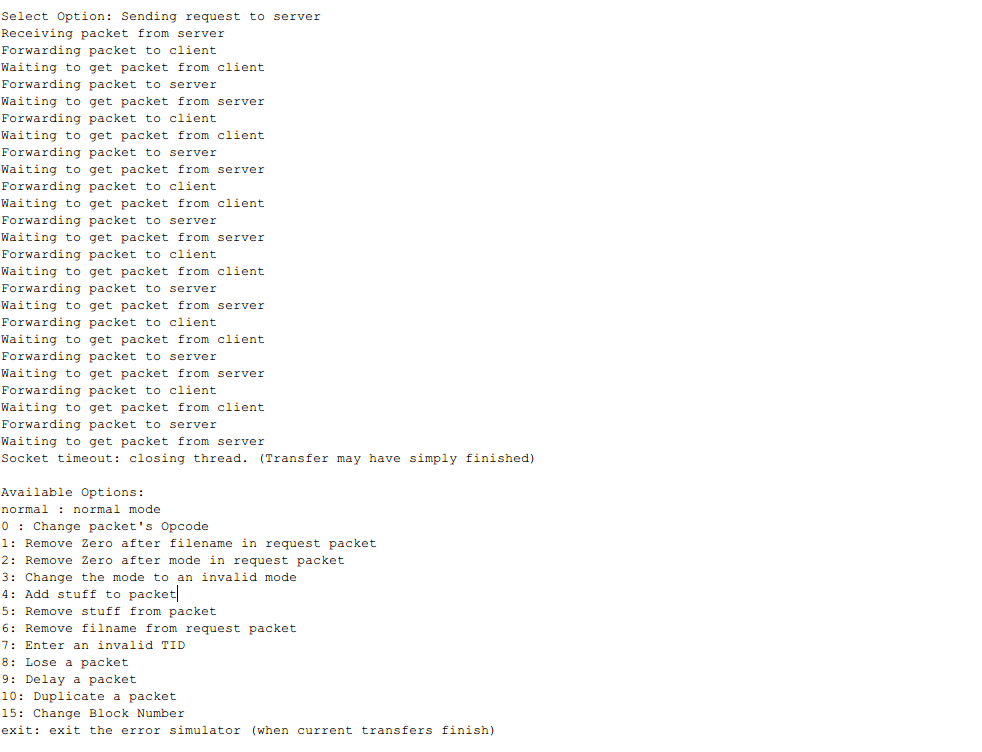 Select Option: Sending request to server
Receiving packet from server
Forwarding packet to client
Waiting to get packet from client
Forwarding packet to server
Waiting to get packet from server
Forwarding packet to client
Waiting to get packet from client
Forwarding packet to server
Waiting to get packet from server
Forwarding packet to client
Waiting to get packet from client
Forwarding packet to server
Waiting to get packet from server
Forwarding packet to client
Waiting to get packet from client
Forwarding packet to server
Waiting to get packet from server
Forwarding packet to client
Waiting to get packet from client
Forwarding packet to server
Waiting to get packet from server
Forwarding packet to client
Waiting to get packet from client
Forwarding packet to server
Waiting to get packet from server
Socket timeout: closing thread. (Transfer may have simply finished)

Available Options:
normal : normal mode
0 : Change packet's Opcode
1: Remove Zero after filename in request packet
2: Remove Zero after mode in request packet
3: Change the mode to an invalid mode
4: Add stuff to packet
5: Remove stuff from packet
6: Remove filname from request packet
7: Enter an invalid TID
8: Lose a packet
9: Delay a packet
10: Duplicate a packet
15: Change Block Number
exit: exit the error simulator (when current transfers finish)